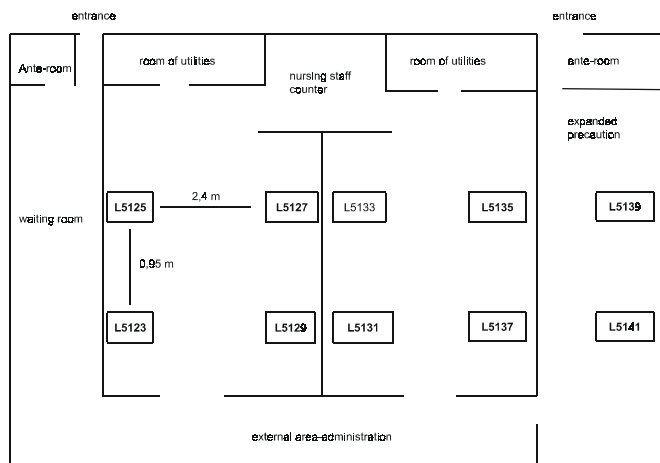 entrance
entrance
Ante-room
room of utilities
nursing staff
counter
room of utilities
ante-room
expanded
precaution
waiting room
L5125
2,4 m
L5127
L5133
L5135
L5139
0,95 m
L5123
L5129
L5131
L5137
L5141
external area-administration